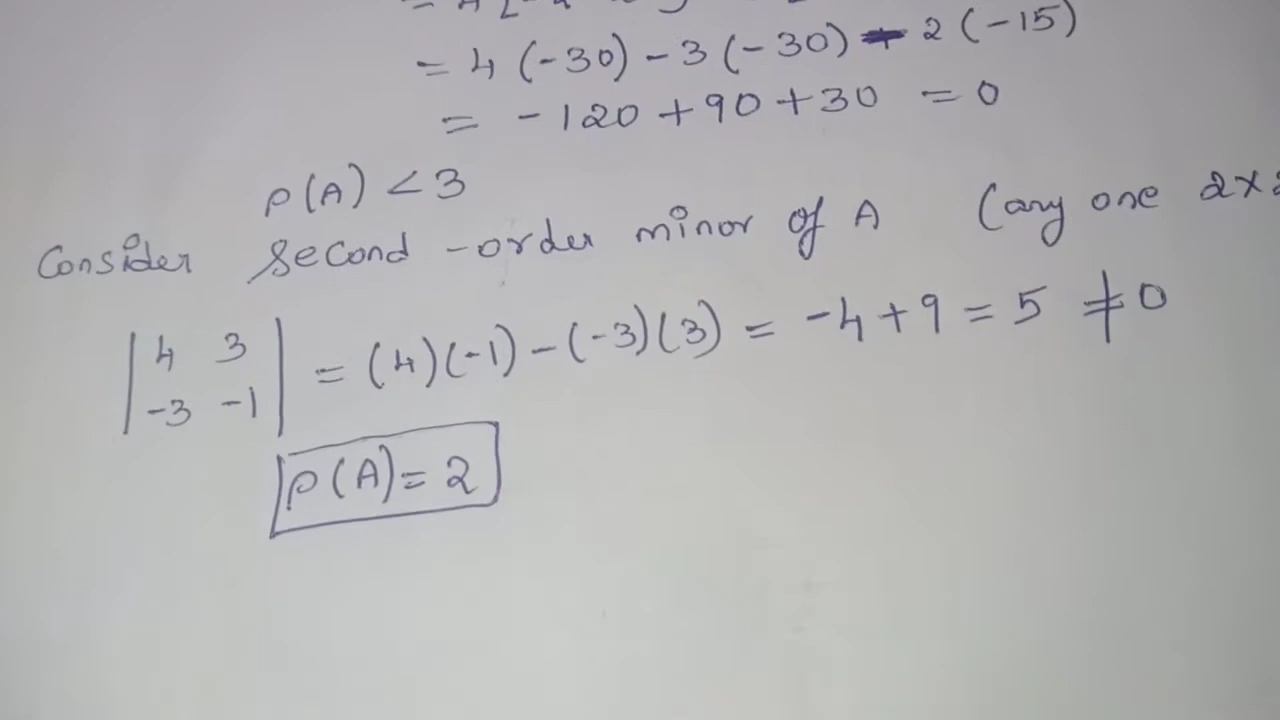 = 4 (-30) - 3 (-30) - 2 (-15)
= -120 + 90 + 30 = 0
ρ(A) < 3
Consider second-order minor of A (any one 2x2
| 4 3 | = (4)(-1) - (-3)(3) = -4 + 9 = 5 ≠ 0
| -3 -1 |
ρ(A) = 2